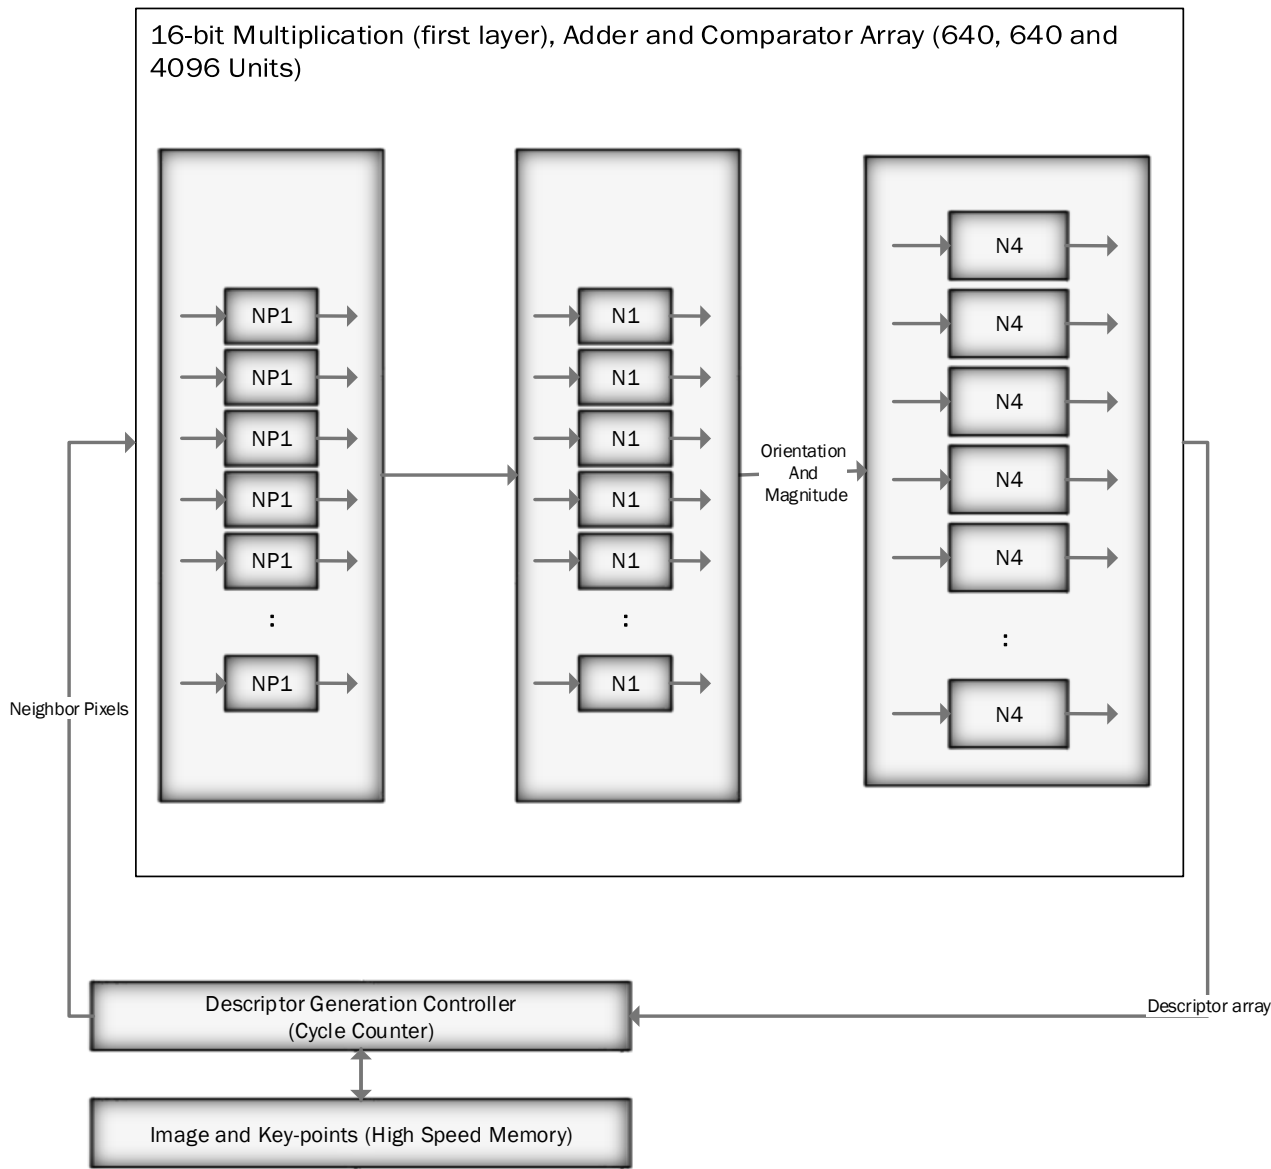 16-bit Multiplication (first layer), Adder and Comparator Array (640, 640 and
4096 Units)
NP1
NP1
NP1
NP1
NP1
:
NP1
N1
N1
N1
N1
N1
:
N1
Orientation
And
Magnitude
N4
N4
N4
N4
N4
:
N4
Neighbor Pixels
Descriptor array
Descriptor Generation Controller
(Cycle Counter)
Image and Key-points (High Speed Memory)